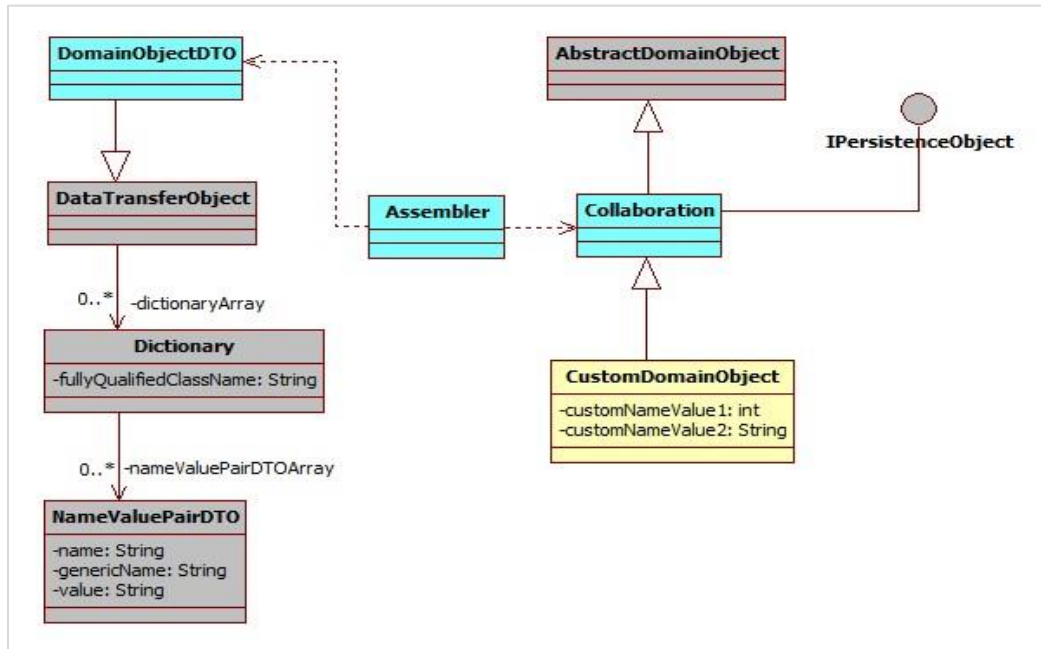 DomainObjectDTO
AbstractDomainObject
IPersistenceObject
DataTransferObject
Assembler
Collaboration
0..* -dictionaryArray
Dictionary
-fullyQualifiedClassName: String
CustomDomainObject
-customNameValue1: int
-customNameValue2: String
0..* -nameValuePairDTOArray
NameValuePairDTO
-name: String
-genericName: String
-value: String